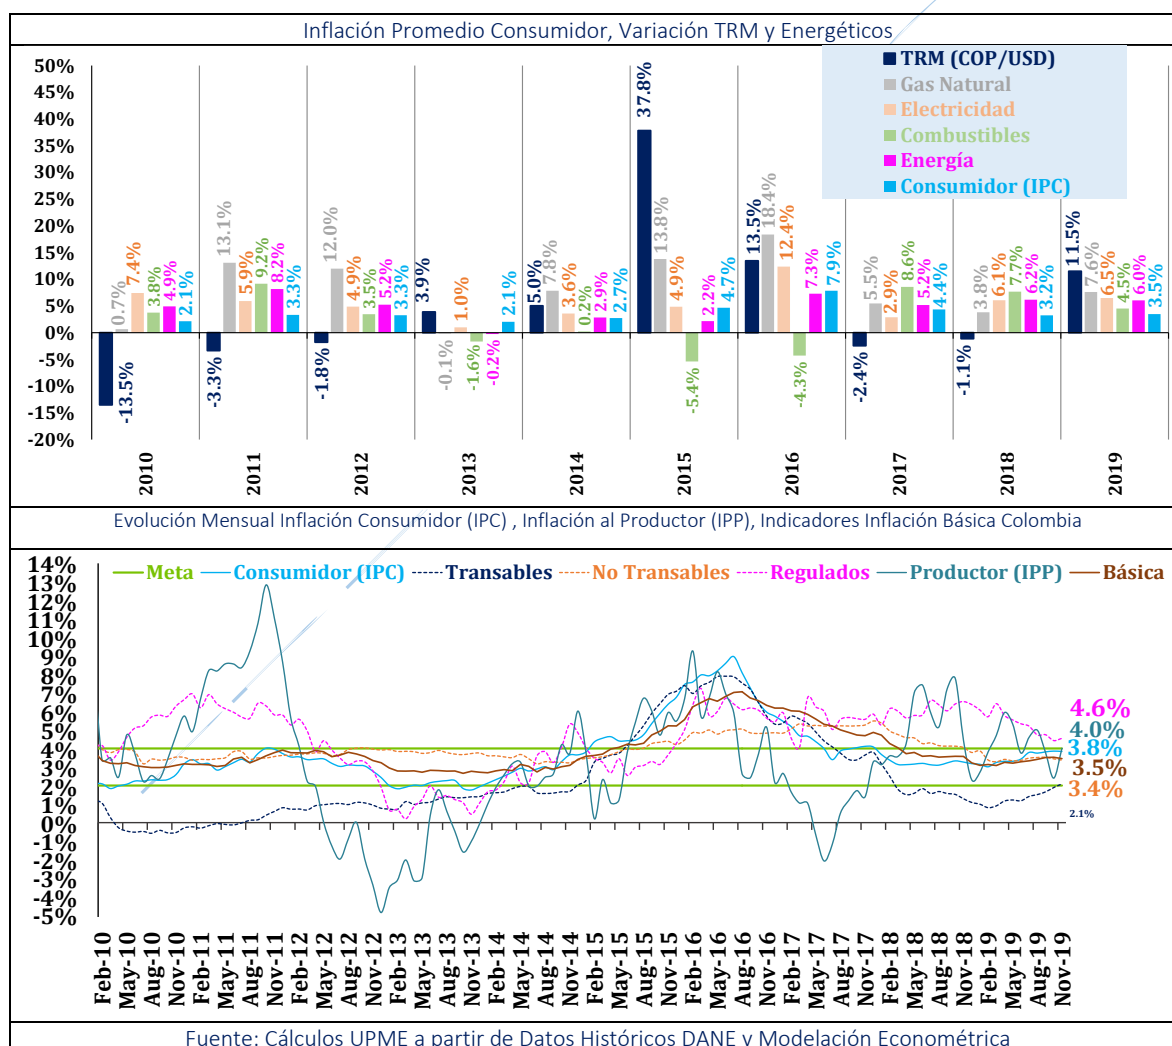 Inflación Promedio Consumidor, Variación TRM y Energéticos
50%
45%
40%
35%
30%
25%
20%
15%
10%
5%
0%
-5%
-10%
-15%
-20%
TRM (COP/USD)
Gas Natural
Electricidad
Combustibles
Energía
Consumidor (IPC)
-13.5% 0.7% 7.4% 3.8% 4.9% 2.1%
-3.3% 13.1% 5.9% 9.2% 8.2% 3.3%
-1.8% 12.0% 4.9% 3.5% 5.2% 3.3%
3.9% -0.1% 1.0% -1.6% -0.2% 2.1%
5.0% 7.8% 3.6% 0.2% 2.9% 2.7%
37.8% 13.8% 4.9% -5.4% 2.2% 4.7%
13.5% 18.4% 12.4% -4.3% 7.3% 7.9%
-2.4% 5.5% 2.9% 8.6% 5.2% 4.4%
-1.1% 3.8% 6.1% 7.7% 6.2% 3.2%
11.5% 7.6% 6.5% 4.5% 6.0% 3.5%
2010 2011 2012 2013 2014 2015 2016 2017 2018 2019
Evolución Mensual Inflación Consumidor (IPC) , Inflación al Productor (IPP), Indicadores Inflación Básica Colombia
Meta Consumidor (IPC) Transables No Transables Regulados Productor (IPP) Básica
14%
13%
12%
11%
10%
9%
8%
7%
6%
5%
4%
3%
2%
1%
0%
-1%
-2%
-3%
-4%
-5%
4.6%
4.0%
3.8%
3.5%
3.4%
2.1%
Feb-10 May-10 Aug-10 Nov-10 Feb-11 May-11 Aug-11 Nov-11 Feb-12 May-12 Aug-12 Nov-12 Feb-13 May-13 Aug-13 Nov-13 Feb-14 May-14 Aug-14 Nov-14 Feb-15 May-15 Aug-15 Nov-15 Feb-16 May-16 Aug-16 Nov-16 Feb-17 May-17 Aug-17 Nov-17 Feb-18 May-18 Aug-18 Nov-18 Feb-19 May-19 Aug-19 Nov-19
Fuente: Cálculos UPME a partir de Datos Históricos DANE y Modelación Econométrica